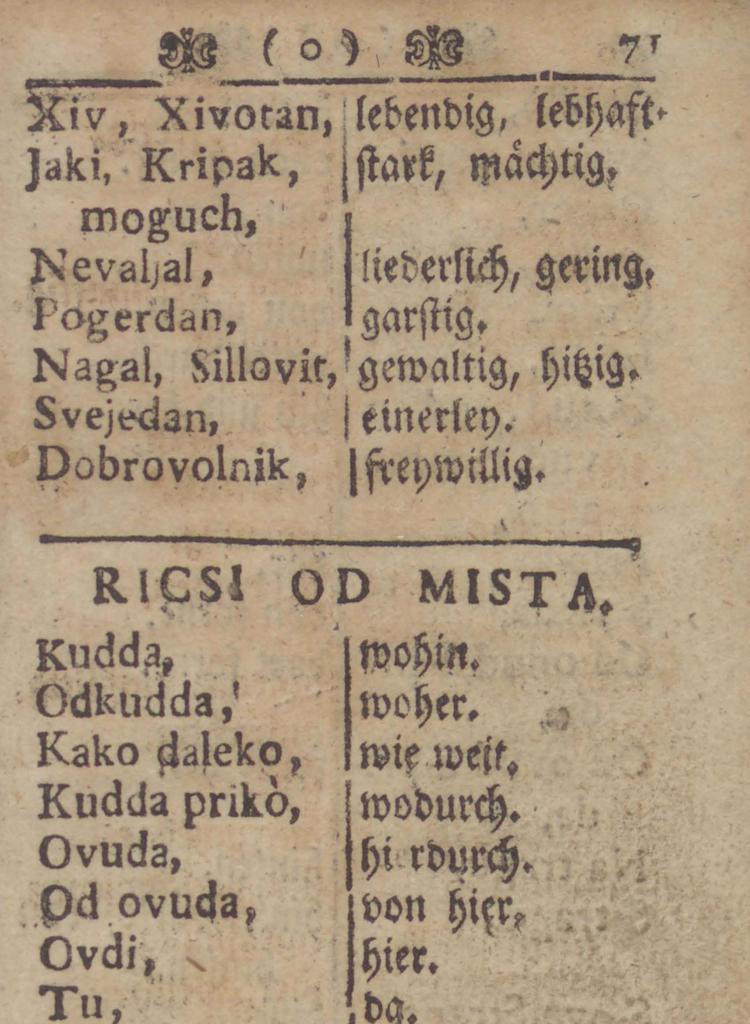 ( o ) 71
Xiv, Xivotan, lebendig, lebhaft.
Jaki, Kripak, stark, mächtig.
moguch,
Nevaljal, liederlich, gering.
Pogerdan, garstig.
Nagal, Sillovit, gewaltig, hitzig.
Svejedan, einerley.
Dobrovolnik, freywillig.
RICSI OD MISTA.
Kudda, wohin.
Odkudda, woher.
Kako daleko, wie weit.
Kudda prikò, wodurch.
Ovuda, hi rdurch.
Od ovuda, von hier.
Ovdi, hier.
Tu, da.